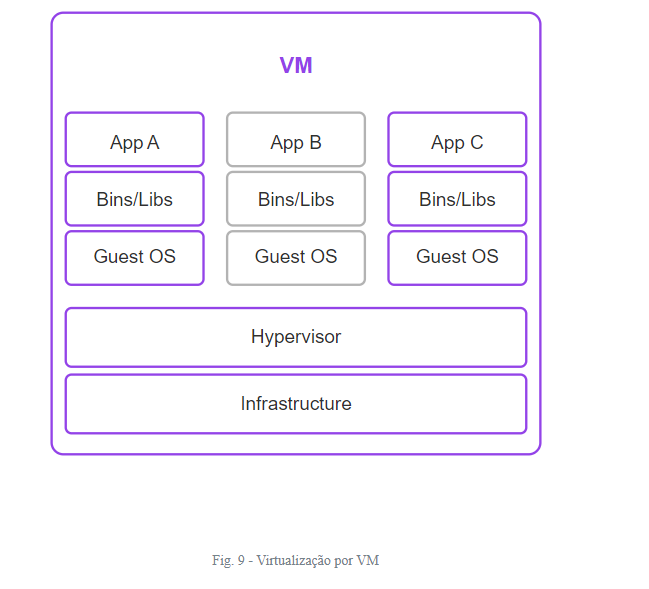 VM
App A
App B
App C
Bins/Libs
Bins/Libs
Bins/Libs
Guest OS
Guest OS
Guest OS
Hypervisor
Infrastructure
Fig. 9 - Virtualização por VM